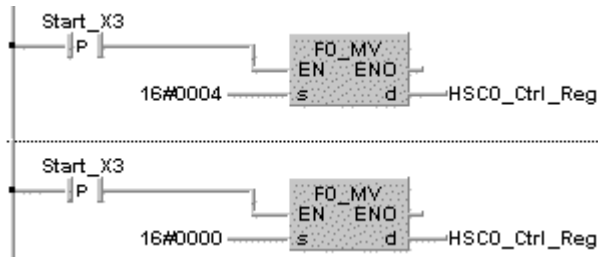 Start_X3
P
F0_MV
EN ENO
16#0004 s d HSC0_Ctrl_Reg
Start_X3
P
F0_MV
EN ENO
16#0000 s d HSC0_Ctrl_Reg